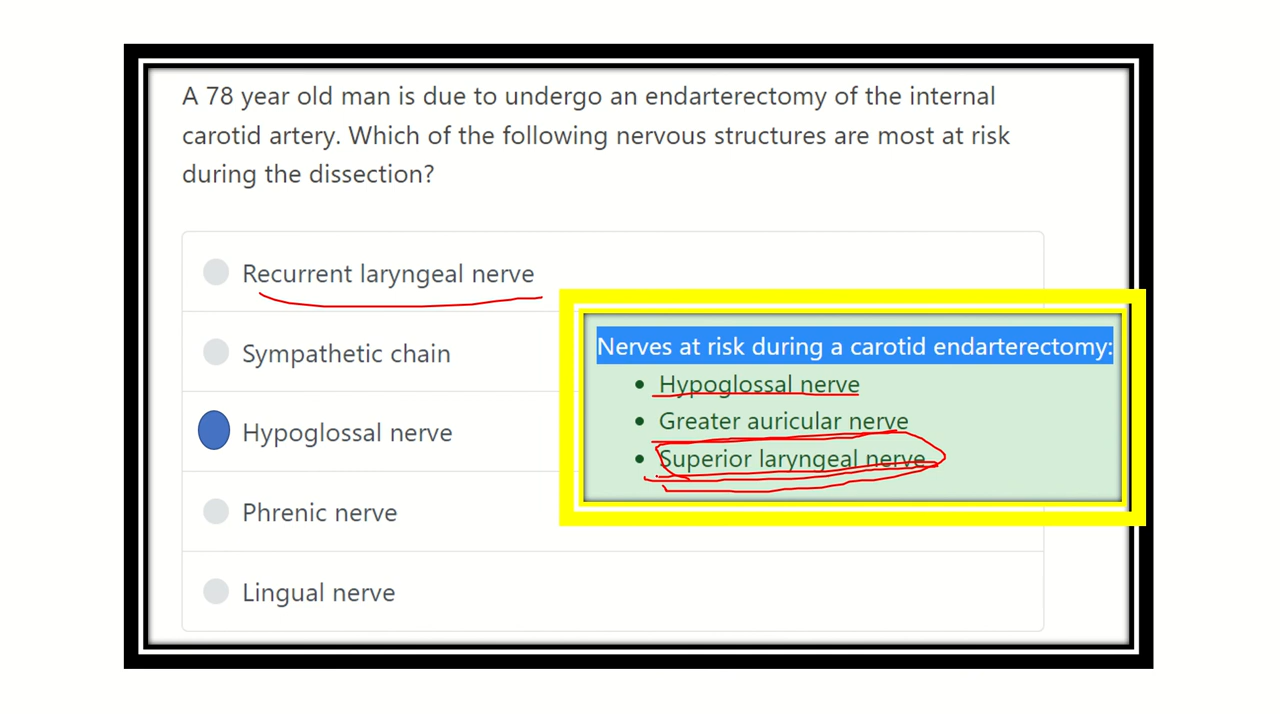 A 78 year old man is due to undergo an endarterectomy of the internal
carotid artery. Which of the following nervous structures are most at risk
during the dissection?
Recurrent laryngeal nerve
Sympathetic chain
Hypoglossal nerve
Phrenic nerve
Lingual nerve
Nerves at risk during a carotid endarterectomy:
• Hypoglossal nerve
• Greater auricular nerve
• Superior laryngeal nerve